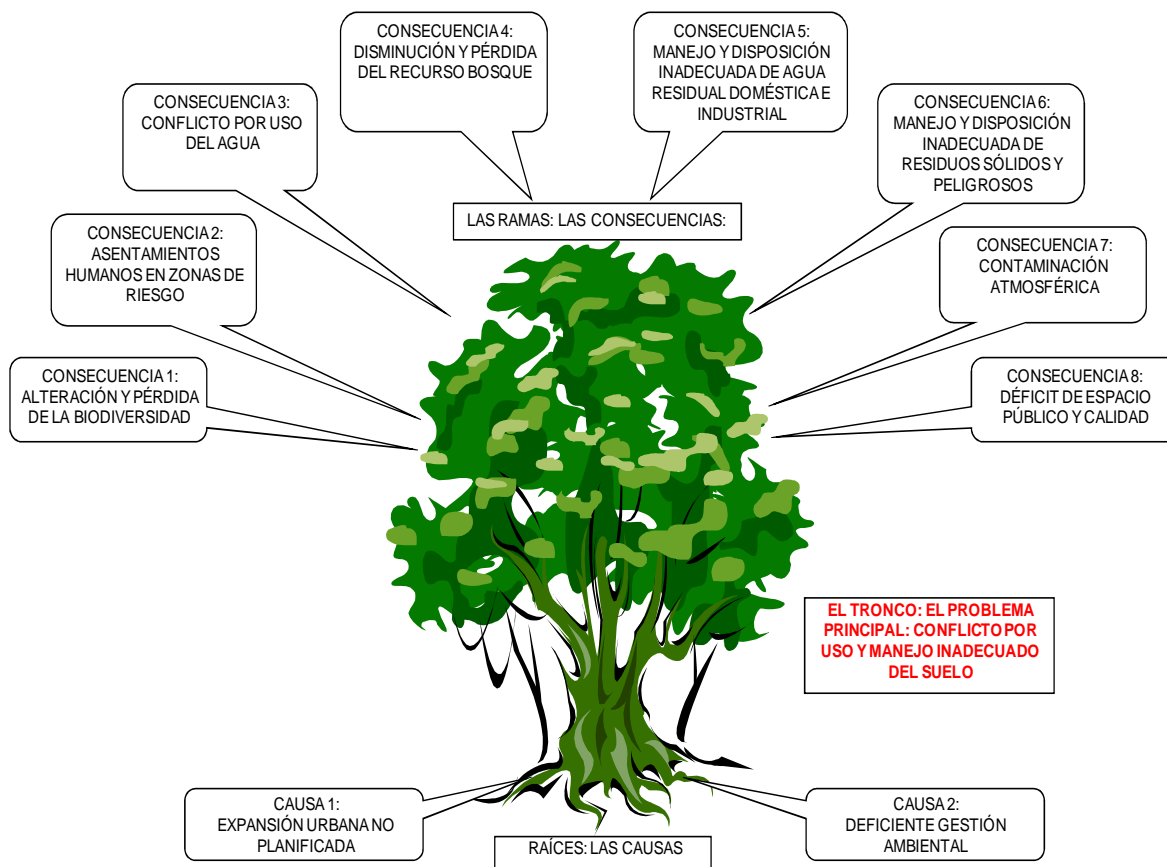 CONSECUENCIA 4:
DISMINUCIÓN Y PÉRDIDA
DEL RECURSO BOSQUE
CONSECUENCIA 5:
MANEJO Y DISPOSICIÓN
INADECUADA DE AGUA
RESIDUAL DOMÉSTICA E
INDUSTRIAL
CONSECUENCIA 3:
CONFLICTO POR USO
DEL AGUA
CONSECUENCIA 6:
MANEJO Y DISPOSICIÓN
INADECUADA DE
RESIDUOS SÓLIDOS Y
PELIGROSOS
LAS RAMAS: LAS CONSECUENCIAS:
CONSECUENCIA 2:
ASENTAMIENTOS
HUMANOS EN ZONAS DE
RIESGO
CONSECUENCIA 7:
CONTAMINACIÓN
ATMOSFÉRICA
CONSECUENCIA 1:
ALTERACIÓN Y PÉRDIDA
DE LA BIODIVERSIDAD
CONSECUENCIA 8:
DÉFICIT DE ESPACIO
PÚBLICO Y CALIDAD
EL TRONCO: EL PROBLEMA
PRINCIPAL: CONFLICTO POR
USO Y MANEJO INADECUADO
DEL SUELO
CAUSA 1:
EXPANSIÓN URBANA NO
PLANIFICADA
CAUSA 2:
DEFICIENTE GESTIÓN
AMBIENTAL
RAÍCES: LAS CAUSAS